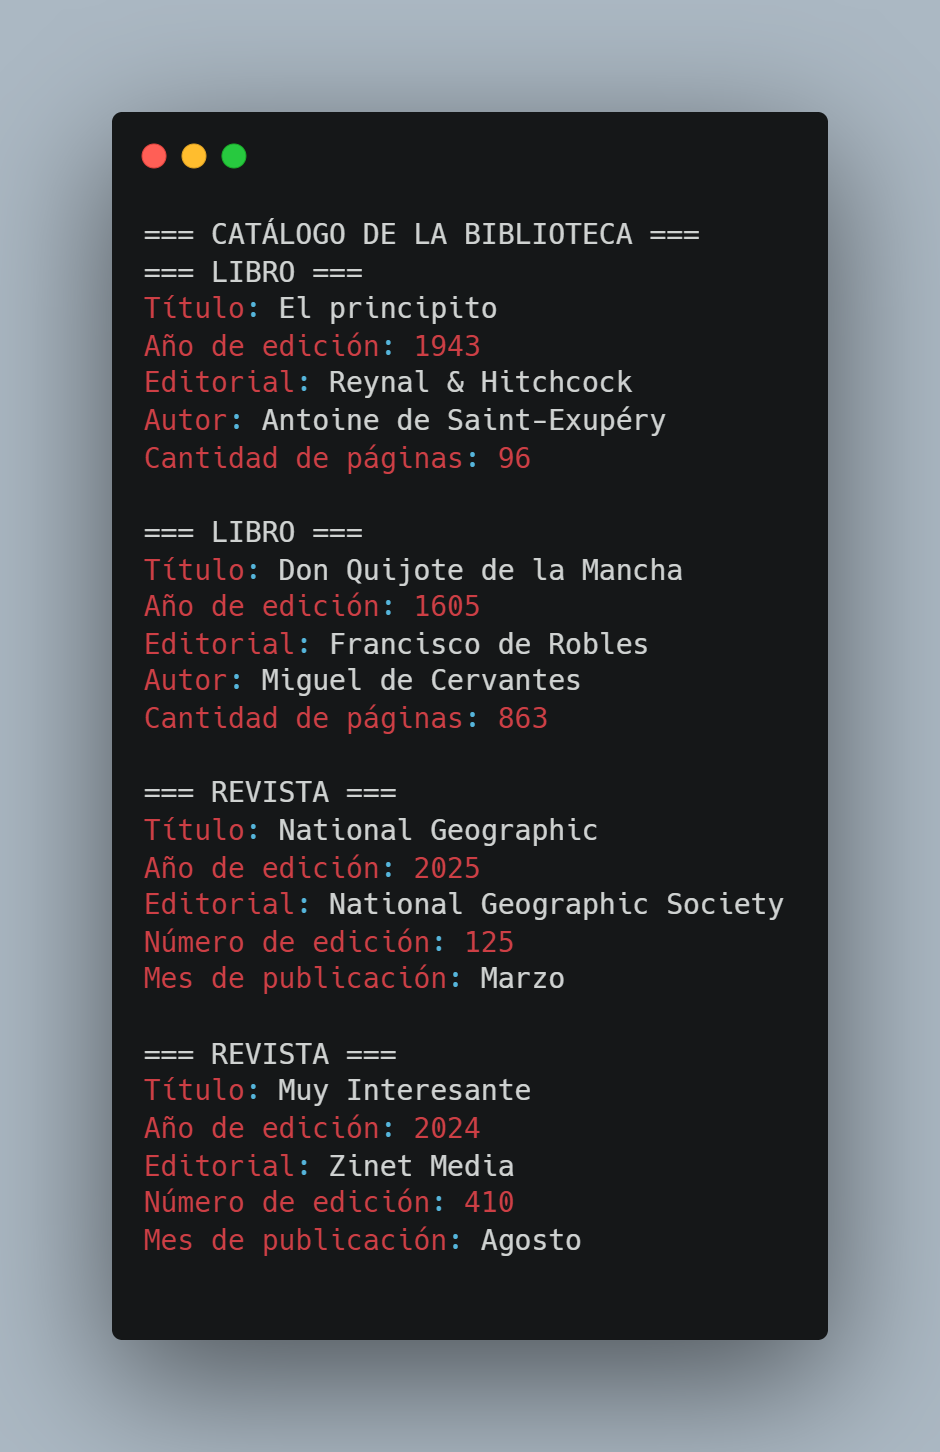 === CATÁLOGO DE LA BIBLIOTECA ===
=== LIBRO ===
Título: El principito
Año de edición: 1943
Editorial: Reynal & Hitchcock
Autor: Antoine de Saint-Exupéry
Cantidad de páginas: 96
=== LIBRO ===
Título: Don Quijote de la Mancha
Año de edición: 1605
Editorial: Francisco de Robles
Autor: Miguel de Cervantes
Cantidad de páginas: 863
=== REVISTA ===
Título: National Geographic
Año de edición: 2025
Editorial: National Geographic Society
Número de edición: 125
Mes de publicación: Marzo
=== REVISTA ===
Título: Muy Interesante
Año de edición: 2024
Editorial: Zinet Media
Número de edición: 410
Mes de publicación: Agosto